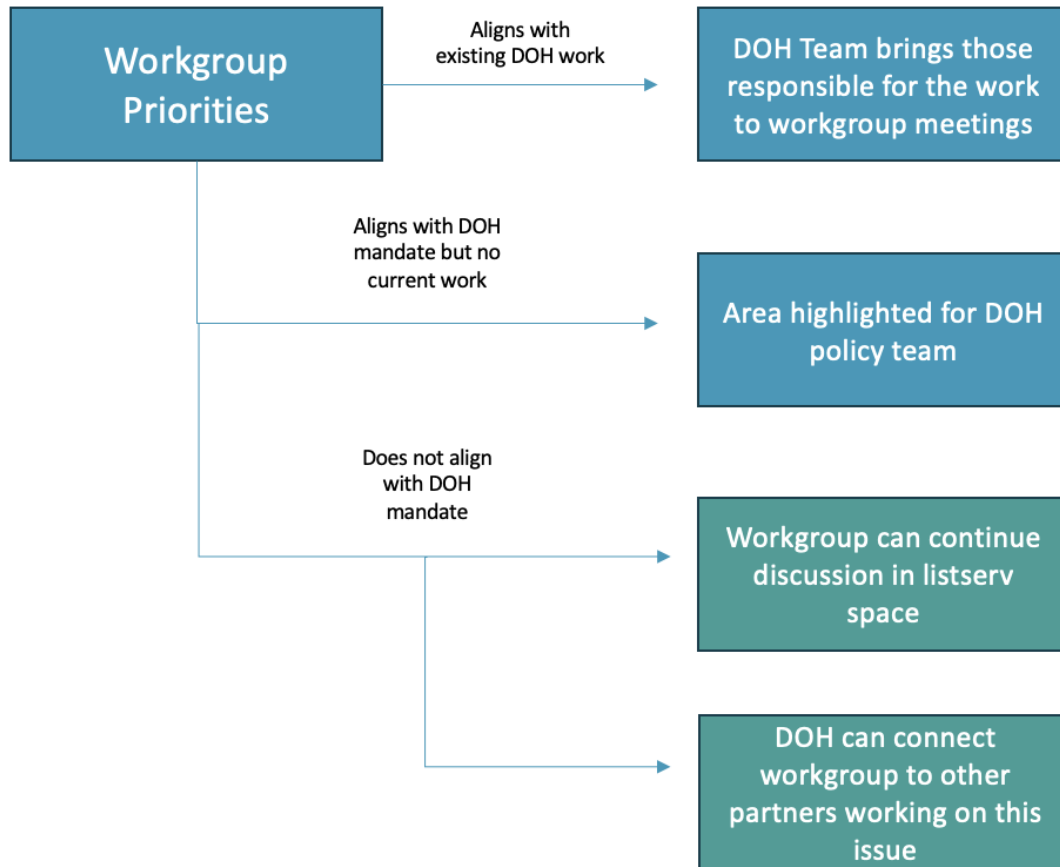 Workgroup
Priorities
Aligns with
existing DOH work
DOH Team brings those
responsible for the work
to workgroup meetings
Aligns with DOH
mandate but no
current work
Area highlighted for DOH
policy team
Does not align
with DOH
mandate
Workgroup can continue
discussion in listserv
space
DOH can connect
workgroup to other
partners working on this
issue